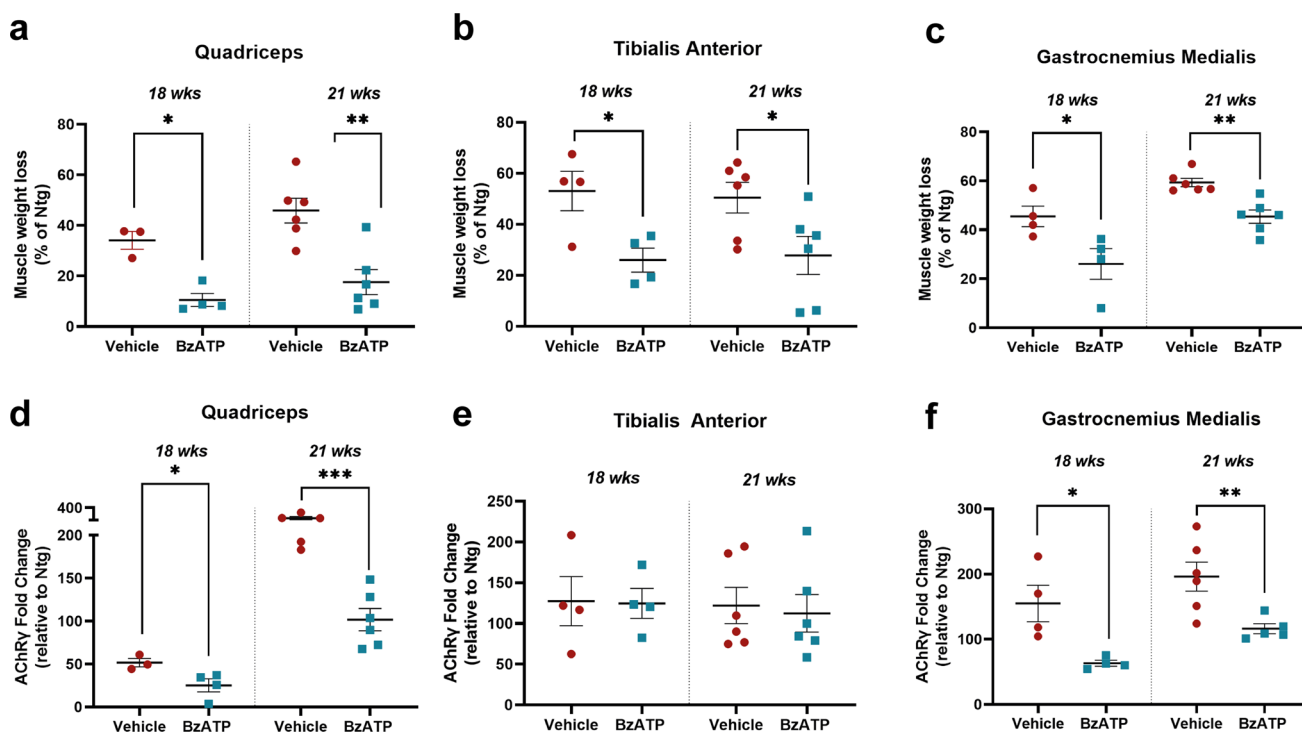 a
Quadriceps
18 wks
21 wks
*
**
Muscle weight loss
(% of Ntg)
80
60
40
20
0
Vehicle
BzATP
Vehicle
BzATP
b
Tibialis Anterior
18 wks
21 wks
*
*
Muscle weight loss
(% of Ntg)
80
60
40
20
0
Vehicle
BzATP
Vehicle
BzATP
c
Gastrocnemius Medialis
18 wks
21 wks
*
**
Muscle weight loss
(% of Ntg)
80
60
40
20
0
Vehicle
BzATP
Vehicle
BzATP
d
Quadriceps
18 wks
21 wks
*
***
AChRγ Fold Change
(relative to Ntg)
400
200
150
100
50
0
Vehicle
BzATP
Vehicle
BzATP
e
Tibialis Anterior
18 wks
21 wks
AChRγ Fold Change
(relative to Ntg)
250
200
150
100
50
0
Vehicle
BzATP
Vehicle
BzATP
f
Gastrocnemius Medialis
18 wks
21 wks
*
**
AChRγ Fold Change
(relative to Ntg)
300
200
100
0
Vehicle
BzATP
Vehicle
BzATP